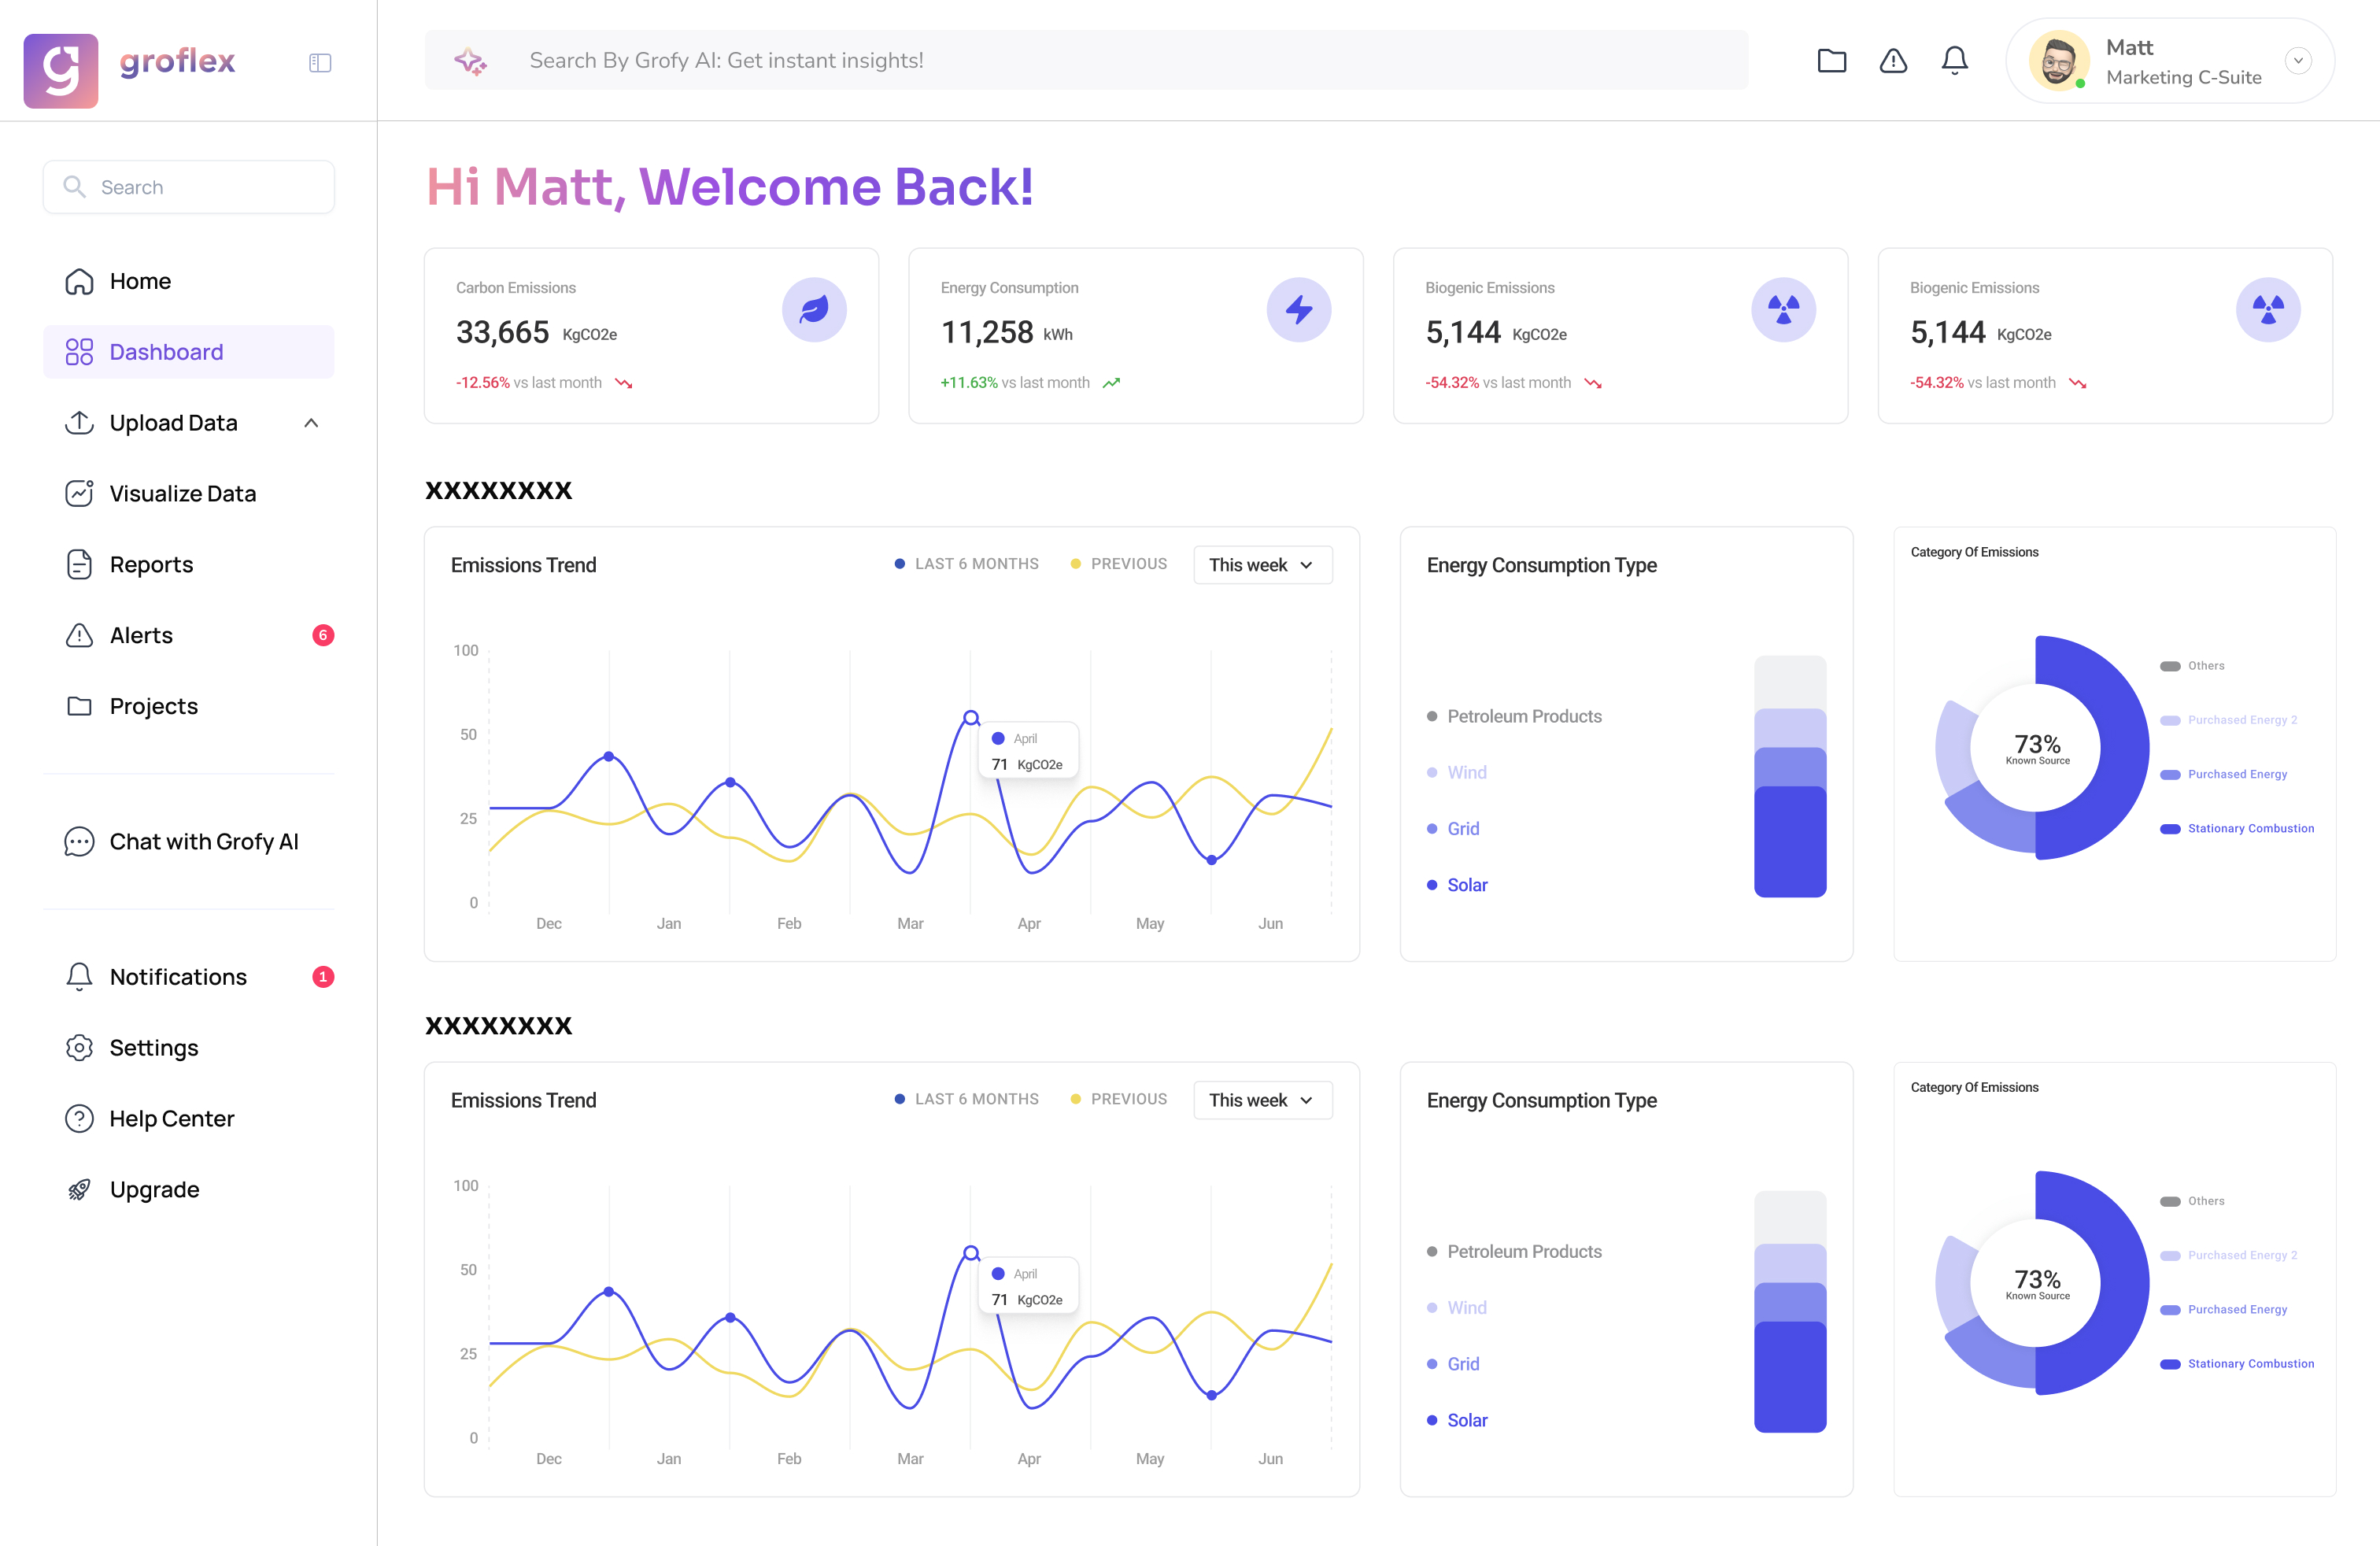 g groflex
Search By Grofy AI: Get instant insights!
Matt
Marketing C-Suite
Search
Home
Dashboard
Upload Data
Visualize Data
Reports
Alerts 6
Projects
Chat with Grofy AI
Notifications 1
Settings
Help Center
Upgrade
Hi Matt, Welcome Back!
Carbon Emissions
33,665 KgCO2e
-12.56% vs last month
Energy Consumption
11,258 kWh
+11.63% vs last month
Biogenic Emissions
5,144 KgCO2e
-54.32% vs last month
Biogenic Emissions
5,144 KgCO2e
-54.32% vs last month
XXXXXXXX
Emissions Trend
LAST 6 MONTHS PREVIOUS This week
100
50
25
0
April
71 KgCO2e
Dec Jan Feb Mar Apr May Jun
Energy Consumption Type
Petroleum Products
Wind
Grid
Solar
Category Of Emissions
73%
Known Source
Others
Purchased Energy 2
Purchased Energy
Stationary Combustion
XXXXXXXX
Emissions Trend
LAST 6 MONTHS PREVIOUS This week
100
50
25
0
April
71 KgCO2e
Dec Jan Feb Mar Apr May Jun
Energy Consumption Type
Petroleum Products
Wind
Grid
Solar
Category Of Emissions
73%
Known Source
Others
Purchased Energy 2
Purchased Energy
Stationary Combustion